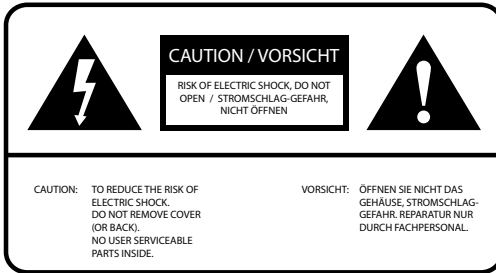 CAUTION / VORSICHT
RISK OF ELECTRIC SHOCK, DO NOT
OPEN / STROMSCHLAG-GEFAHR,
NICHT ÖFFNEN
CAUTION: TO REDUCE THE RISK OF
ELECTRIC SHOCK.
DO NOT REMOVE COVER
(OR BACK).
NO USER SERVICEABLE
PARTS INSIDE.
VORSICHT: ÖFFNEN SIE NICHT DAS
GEHÄUSE, STROMSCHLAG-
GEFAHR. REPARATUR NUR
DURCH FACHPERSONAL.